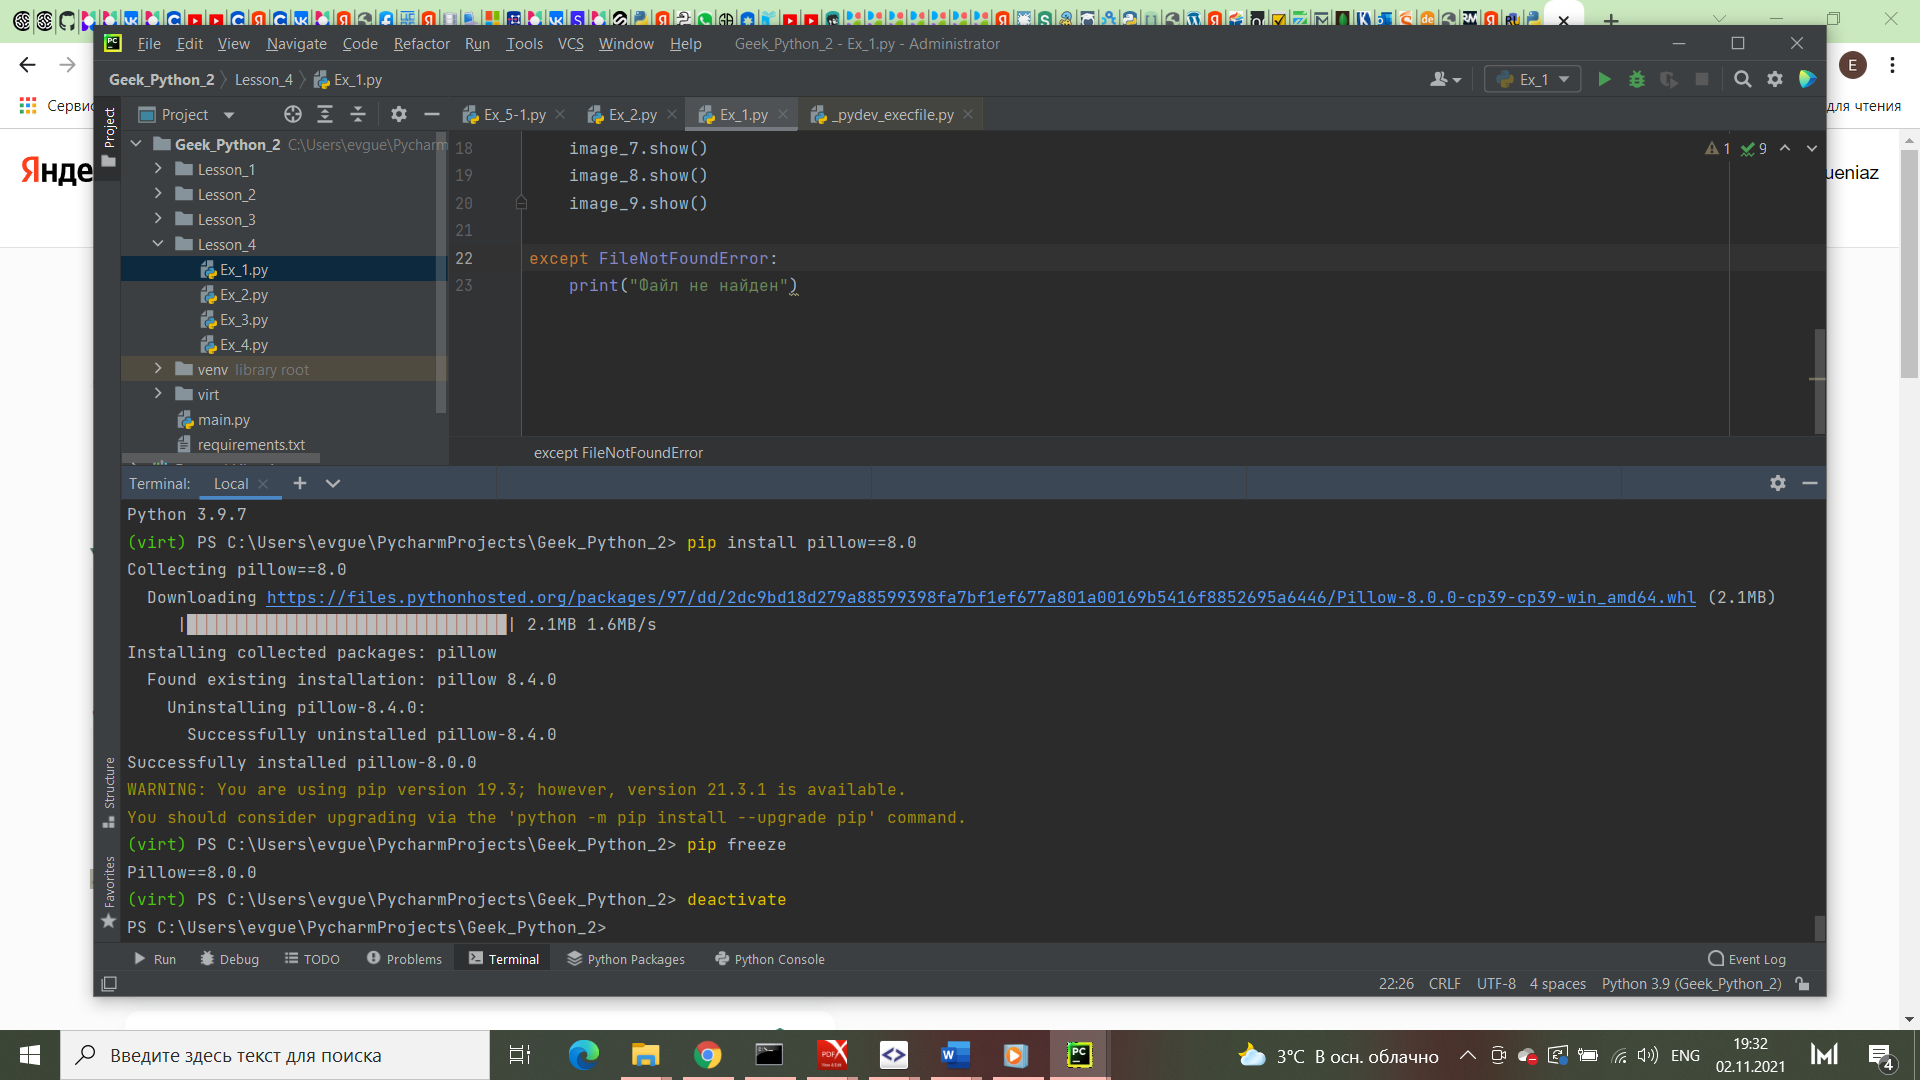 File Edit View Navigate Code Refactor Run Tools VCS Window Help Geek_Python_2 - Ex_1.py - Administrator
Geek_Python_2 Lesson_4 Ex_1.py Ex_1 E
Сервис для чтения
Project Ex_5-1.py Ex_2.py Ex_1.py _pydev_execfile.py
Project
Яндe
ueniaz
Geek_Python_2 C:\Users\evgue\Pycharm
Lesson_1
Lesson_2
Lesson_3
Lesson_4
Ex_1.py
Ex_2.py
Ex_3.py
Ex_4.py
venv library root
virt
main.py
requirements.txt
18 image_7.show()
19 image_8.show()
20 image_9.show()
21
22 except FileNotFoundError:
23 print("Файл не найден")
1 9
except FileNotFoundError
Terminal: Local
Python 3.9.7
(virt) PS C:\Users\evgue\PycharmProjects\Geek_Python_2> pip install pillow==8.0
Collecting pillow==8.0
Downloading https://files.pythonhosted.org/packages/97/dd/2dc9bd18d279a88599398fa7bf1ef677a801a00169b5416f8852695a6446/Pillow-8.0.0-cp39-cp39-win_amd64.whl (2.1MB)
|████████████████████████████████| 2.1MB 1.6MB/s
Installing collected packages: pillow
Found existing installation: pillow 8.4.0
Uninstalling pillow-8.4.0:
Successfully uninstalled pillow-8.4.0
Successfully installed pillow-8.0.0
WARNING: You are using pip version 19.3; however, version 21.3.1 is available.
You should consider upgrading via the 'python -m pip install --upgrade pip' command.
(virt) PS C:\Users\evgue\PycharmProjects\Geek_Python_2> pip freeze
Pillow==8.0.0
(virt) PS C:\Users\evgue\PycharmProjects\Geek_Python_2> deactivate
PS C:\Users\evgue\PycharmProjects\Geek_Python_2>
Structure
Favorites
Run Debug TODO Problems Terminal Python Packages Python Console Event Log
22:26 CRLF UTF-8 4 spaces Python 3.9 (Geek_Python_2)
Введите здесь текст для поиска 3°C В осн. облачно ENG 19:32
02.11.2021 4